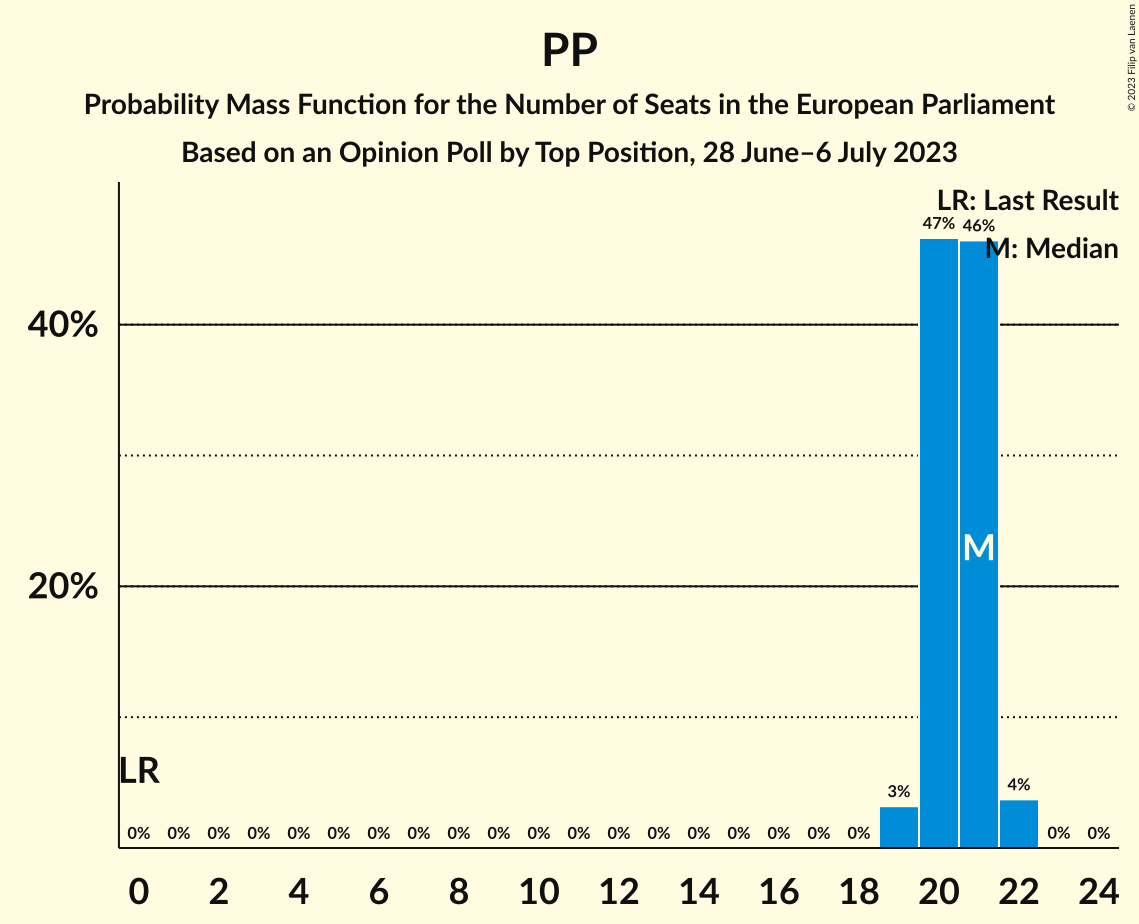 PP
Probability Mass Function for the Number of Seats in the European Parliament
Based on an Opinion Poll by Top Position, 28 June–6 July 2023
© 2023 Filip van Laenen
LR: Last Result
M: Median
47% 46%
40%
20%
M
LR
3% 4%
0% 0% 0% 0% 0% 0% 0% 0% 0% 0% 0% 0% 0% 0% 0% 0% 0% 0% 0% 0% 0%
0 2 4 6 8 10 12 14 16 18 20 22 24